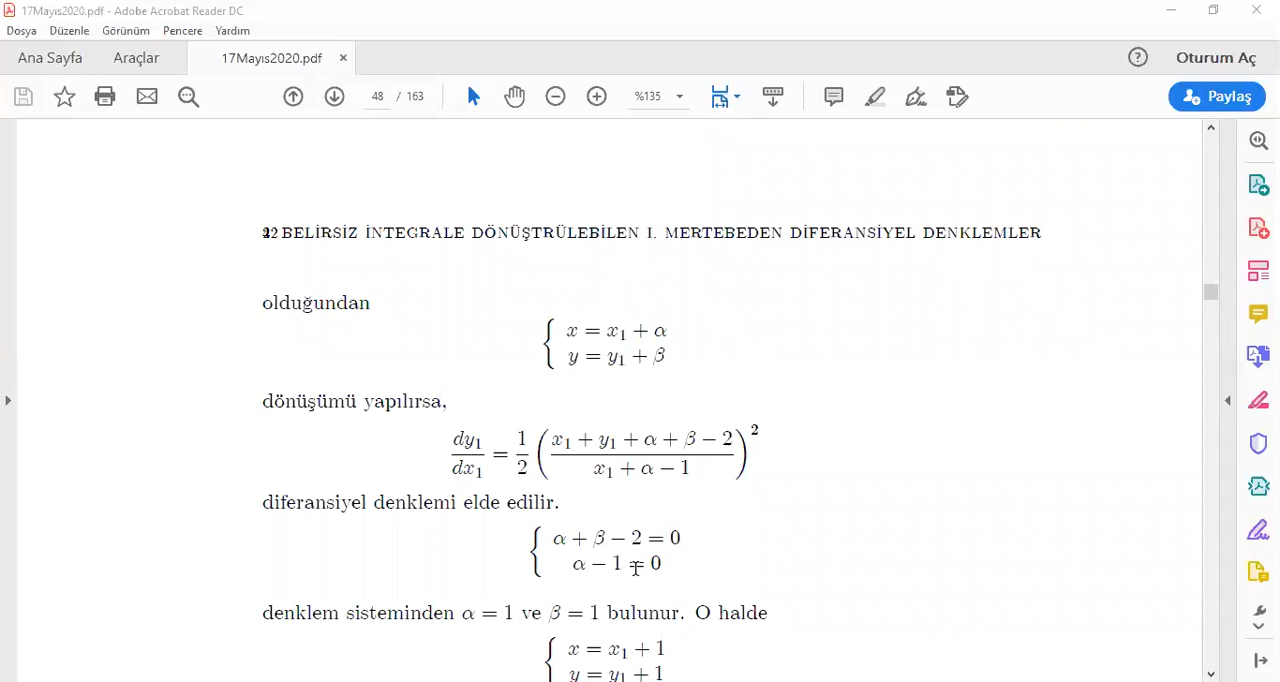 17Mayıs2020.pdf - Adobe Acrobat Reader DC
Dosya Düzenle Görünüm Pencere Yardım
Ana Sayfa Araçlar 17Mayıs2020.pdf × Oturum Aç
48 / 163 %135 Paylaş
BELİRSİZ İNTEGRALE DÖNÜŞTRÜLEBİLEN I. MERTEBEDEN DİFERANSİYEL DENKLEMLER
olduğundan
{ x = x₁ + α
y = y₁ + β
dönüşümü yapılırsa,
dy₁/dx₁ = 1/2 ((x₁ + y₁ + α + β − 2)/(x₁ + α − 1))²
diferansiyel denklemi elde edilir.
{ α + β − 2 = 0
α − 1 = 0
denklem sisteminden α = 1 ve β = 1 bulunur. O halde
{ x = x₁ + 1
y = y₁ + 1